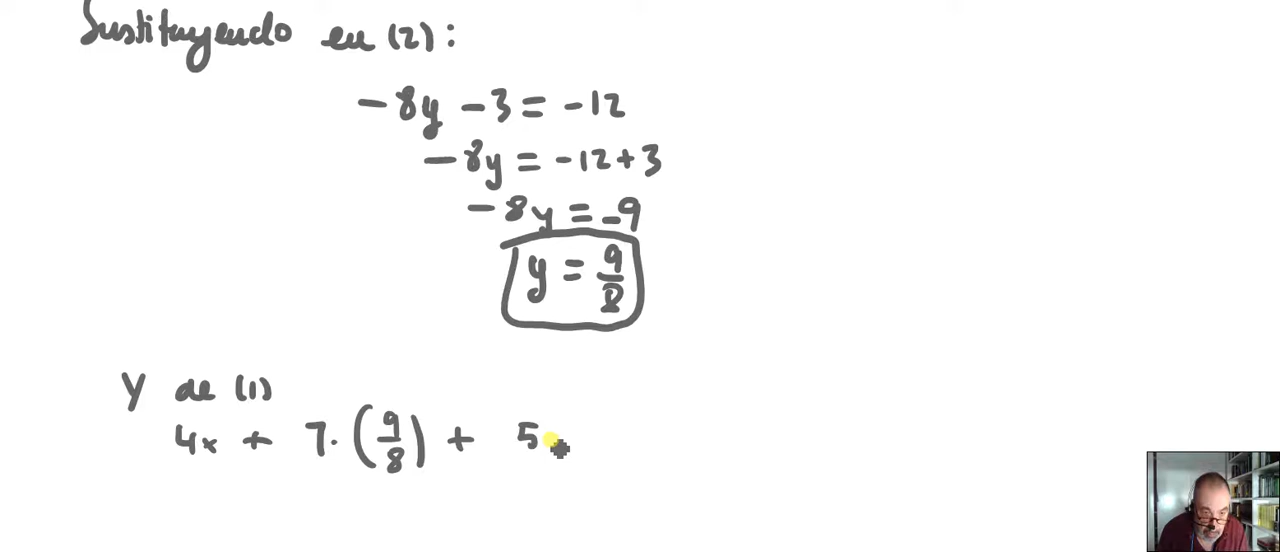 Sustituyendo en (2):
-8y -3 = -12
-8y = -12+3
-8y = -9
y = 9/8
Y de (1)
4x + 7·(9/8) + 5